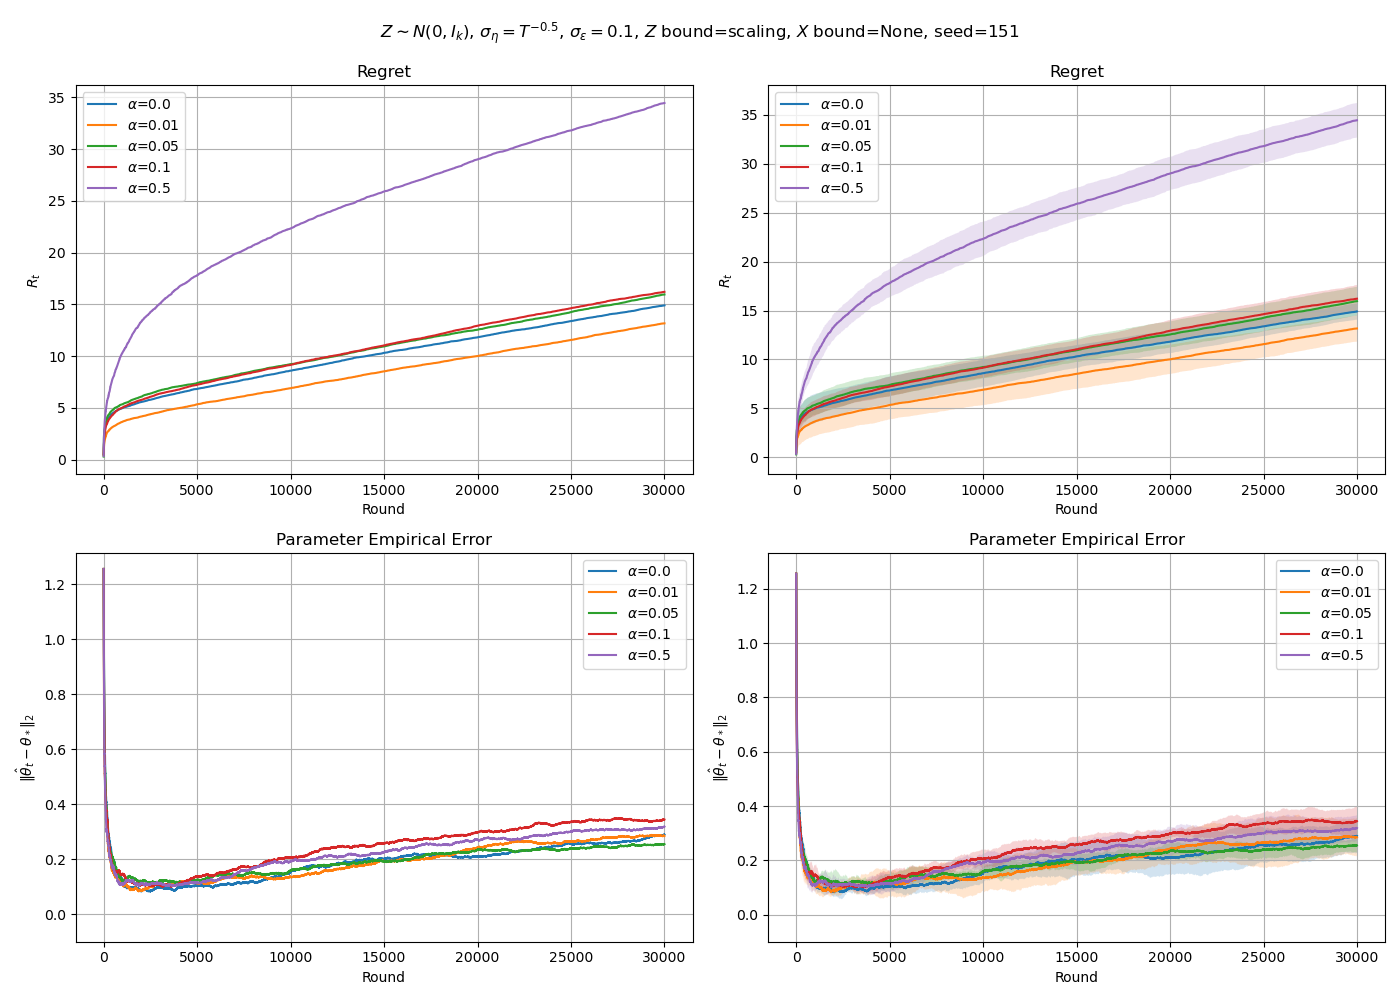 Z ∼ N(0, I_k), σ_η = T^{−0.5}, σ_ε = 0.1, Z bound=scaling, X bound=None, seed=151
Regret
R_t
35
30
25
20
15
10
5
0
α=0.0
α=0.01
α=0.05
α=0.1
α=0.5
0 5000 10000 15000 20000 25000 30000
Round
Regret
R_t
35
30
25
20
15
10
5
0
α=0.0
α=0.01
α=0.05
α=0.1
α=0.5
0 5000 10000 15000 20000 25000 30000
Round
Parameter Empirical Error
‖θ̂_t − θ_*‖_2
1.2
1.0
0.8
0.6
0.4
0.2
0.0
α=0.0
α=0.01
α=0.05
α=0.1
α=0.5
0 5000 10000 15000 20000 25000 30000
Round
Parameter Empirical Error
‖θ̂_t − θ_*‖_2
1.2
1.0
0.8
0.6
0.4
0.2
0.0
α=0.0
α=0.01
α=0.05
α=0.1
α=0.5
0 5000 10000 15000 20000 25000 30000
Round